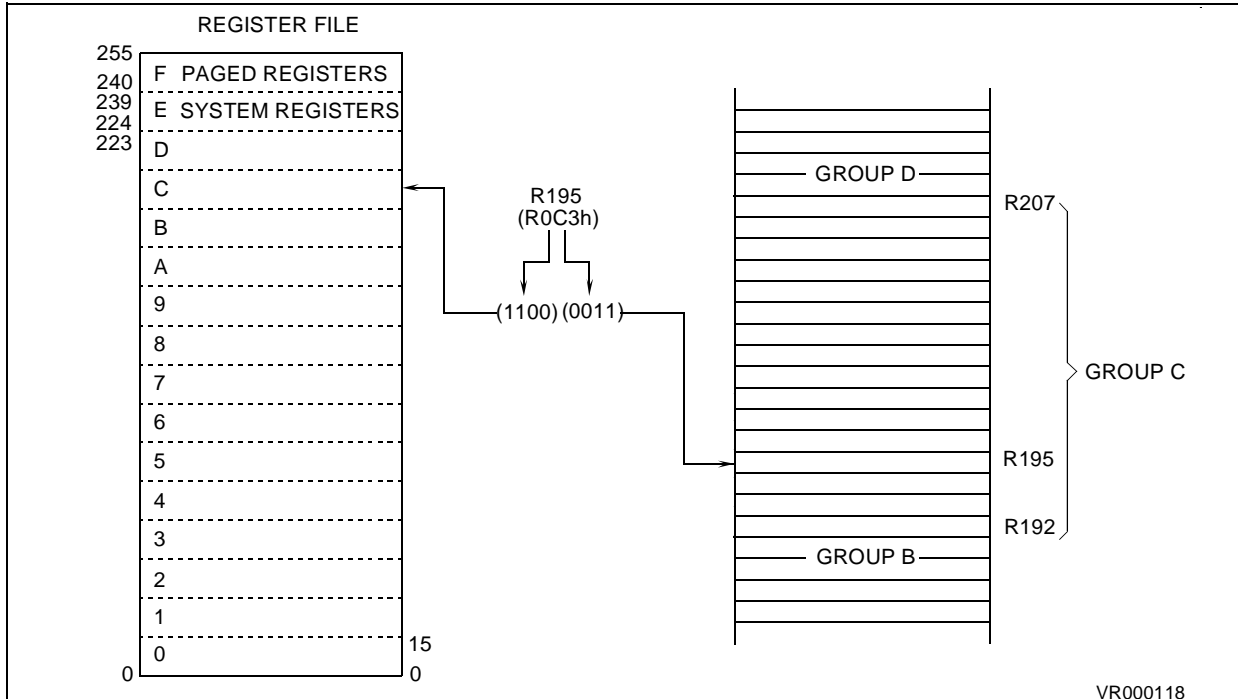 REGISTER FILE
255
240
239
224
223
F PAGED REGISTERS
E SYSTEM REGISTERS
D
C
B
A
9
8
7
6
5
4
3
2
1
0
15
0
0
R195
(R0C3h)
(1100) (0011)
GROUP D
R207
GROUP C
R195
R192
GROUP B
VR000118